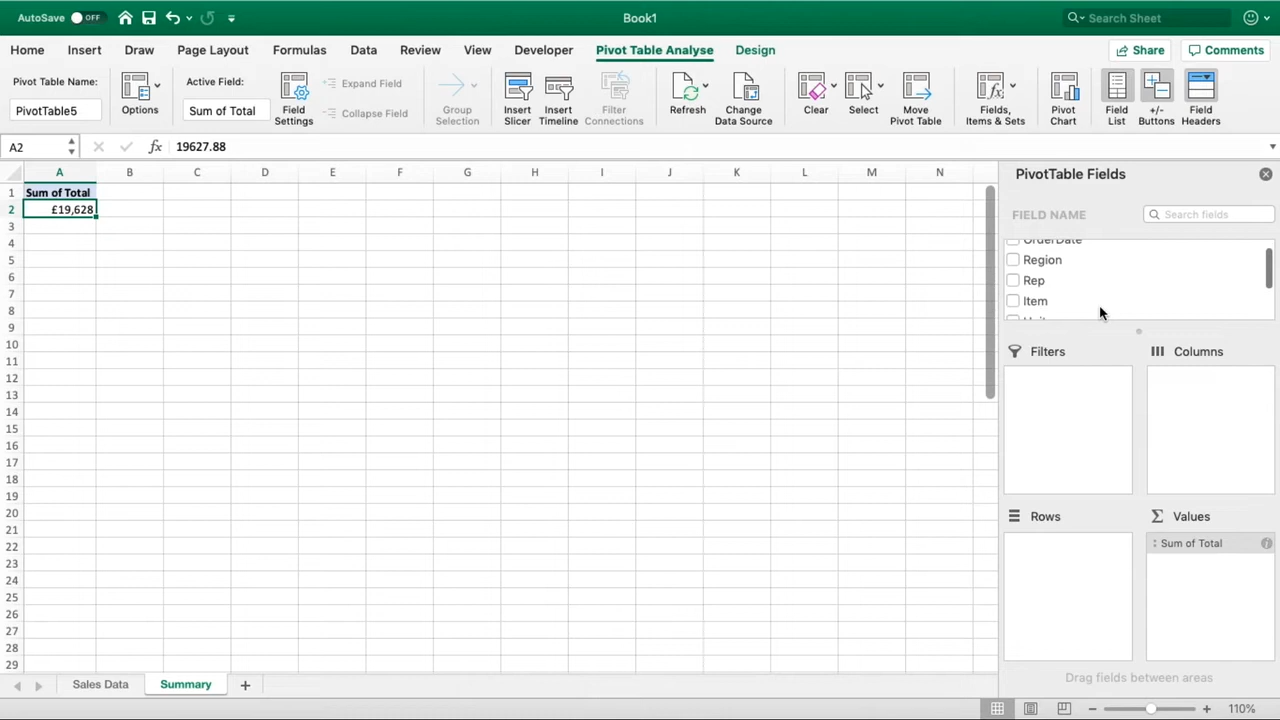 AutoSave OFF
Book1
Search Sheet
Home Insert Draw Page Layout Formulas Data Review View Developer Pivot Table Analyse Design Share Comments
Pivot Table Name:
PivotTable5
Options
Active Field:
Sum of Total
Field Settings
Expand Field
Collapse Field
Group Selection
Insert Slicer
Insert Timeline
Filter Connections
Refresh
Change Data Source
Clear
Select
Move Pivot Table
Fields, Items & Sets
Pivot Chart
Field List
+/- Buttons
Field Headers
A2 fx 19627.88
A B C D E F G H I J K L M N
1 Sum of Total
2 £19,628
3
4
5
6
7
8
9
10
11
12
13
14
15
16
17
18
19
20
21
22
23
24
25
26
27
28
29
PivotTable Fields
FIELD NAME Search fields
OrderDate
Region
Rep
Item
Filters
Columns
Rows
Values
Sum of Total
Drag fields between areas
Sales Data Summary +
110%